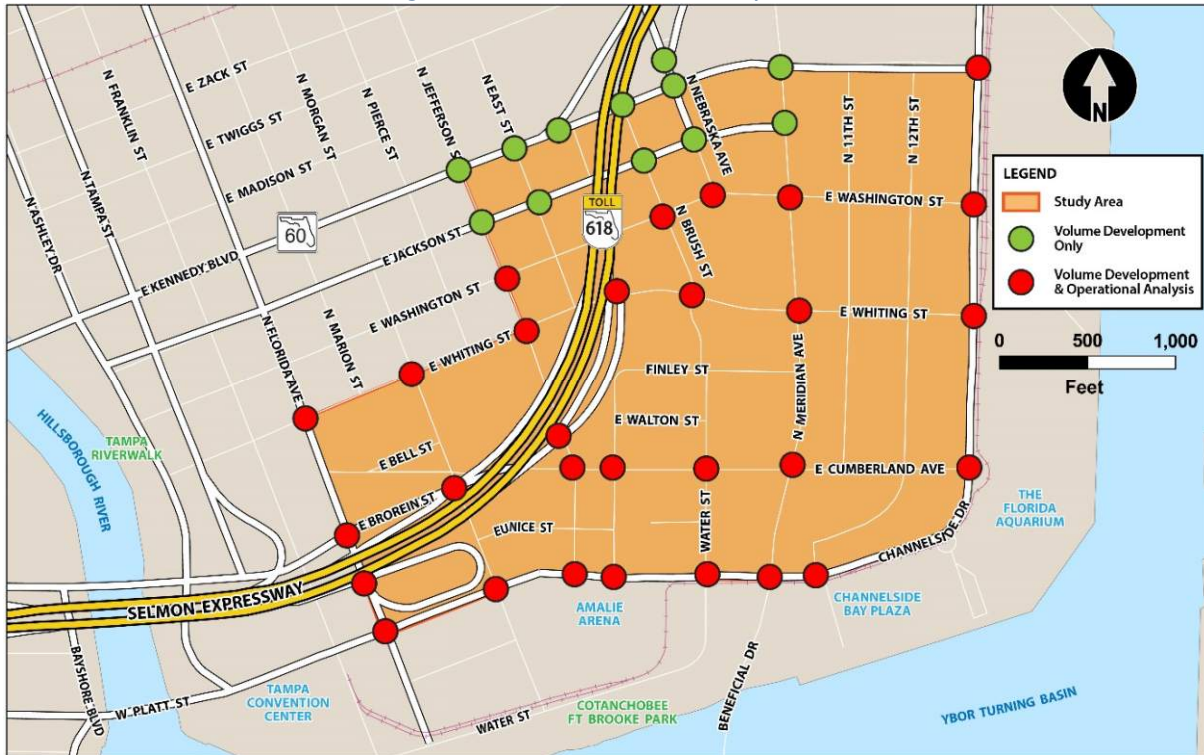 E ZACK ST
N FRANKLIN ST
E TWIGGS ST
N MORGAN ST
N PIERCE ST
N JEFFERSON S
N EAST ST
N NEBRASKA AVE
E MADISON ST
N TAMPA ST
N ASHLEY DR
60
E KENNEDY BLVD
E JACKSON ST
TOLL
618
N BRUSH ST
N 11TH ST
N 12TH ST
E WASHINGTON ST
N
LEGEND
Study Area
Volume Development
Only
Volume Development
& Operational Analysis
0 500 1,000
Feet
E WASHINGTON ST
N FLORIDA AVE
N MARION ST
E WHITING ST
E WHITING ST
FINLEY ST
N MERIDIAN AVE
E WALTON ST
HILLSBOROUGH RIVER
TAMPA
RIVERWALK
E BELL ST
E CUMBERLAND AVE
E BROREIN ST
EUNICE ST
WATER ST
CHANNELSIDE DR
THE
FLORIDA
AQUARIUM
SELMON EXPRESSWAY
AMALIE
ARENA
CHANNELSIDE
BAY PLAZA
BAYSHORE BLVD
W PLATT ST
TAMPA
CONVENTION
CENTER
WATER ST
COTANCHOBEE
FT BROOKE PARK
BENEFICIAL DR
YBOR TURNING BASIN